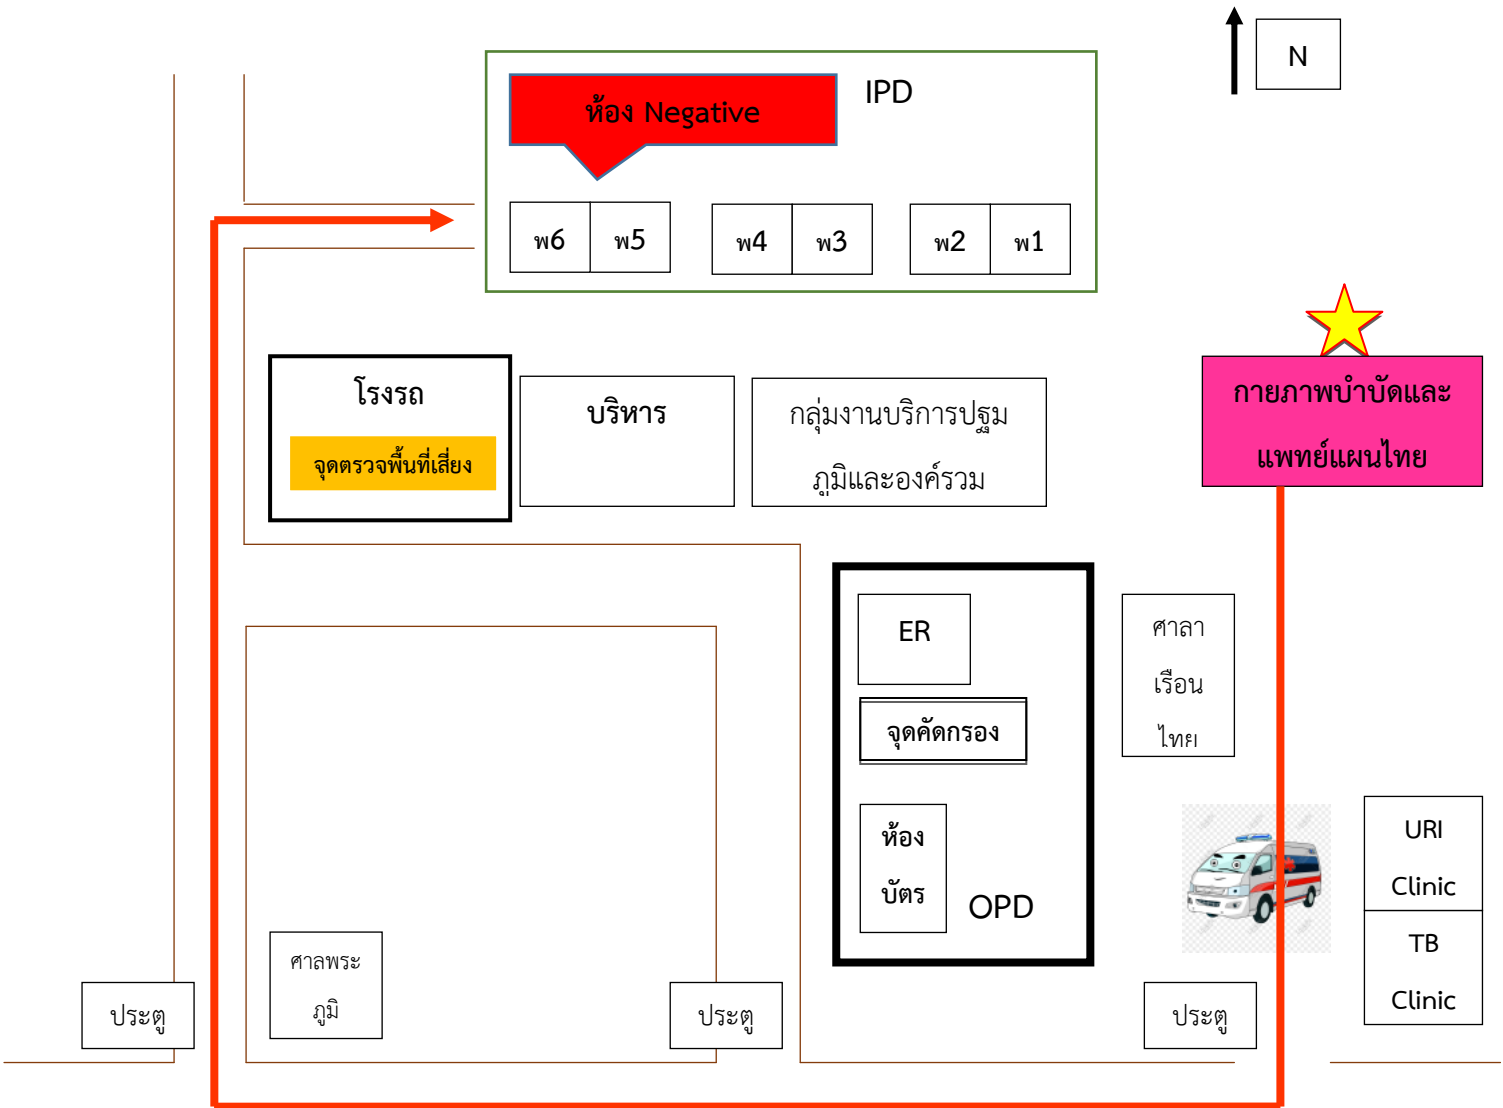 N
IPD
ห้อง Negative
พ6
พ5
พ4
พ3
พ2
พ1
โรงรถ
จุดตรวจพื้นที่เสี่ยง
บริหาร
กลุ่มงานบริการปฐม
ภูมิและองค์รวม
กายภาพบำบัดและ
แพทย์แผนไทย
ER
จุดคัดกรอง
ห้อง
บัตร
OPD
ศาลา
เรือน
ไทย
URI
Clinic
TB
Clinic
ศาลพระ
ภูมิ
ประตู
ประตู
ประตู